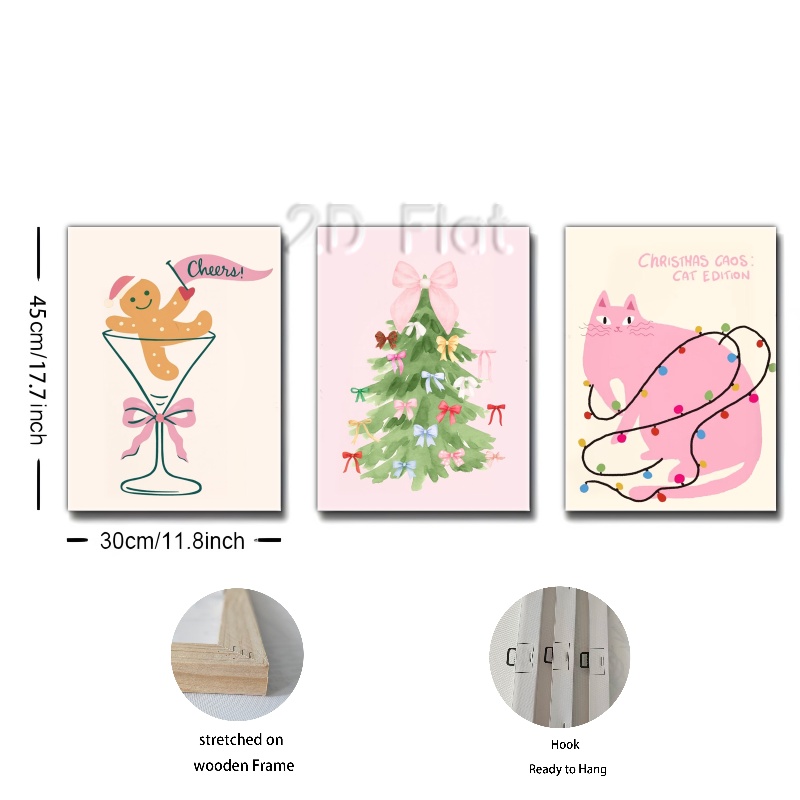 2D Flat
Cheers!
CHRISTMAS CAOS:
CAT EDITION
45cm/17.7inch
30cm/11.8inch
stretched on
wooden Frame
Hook
Ready to Hang